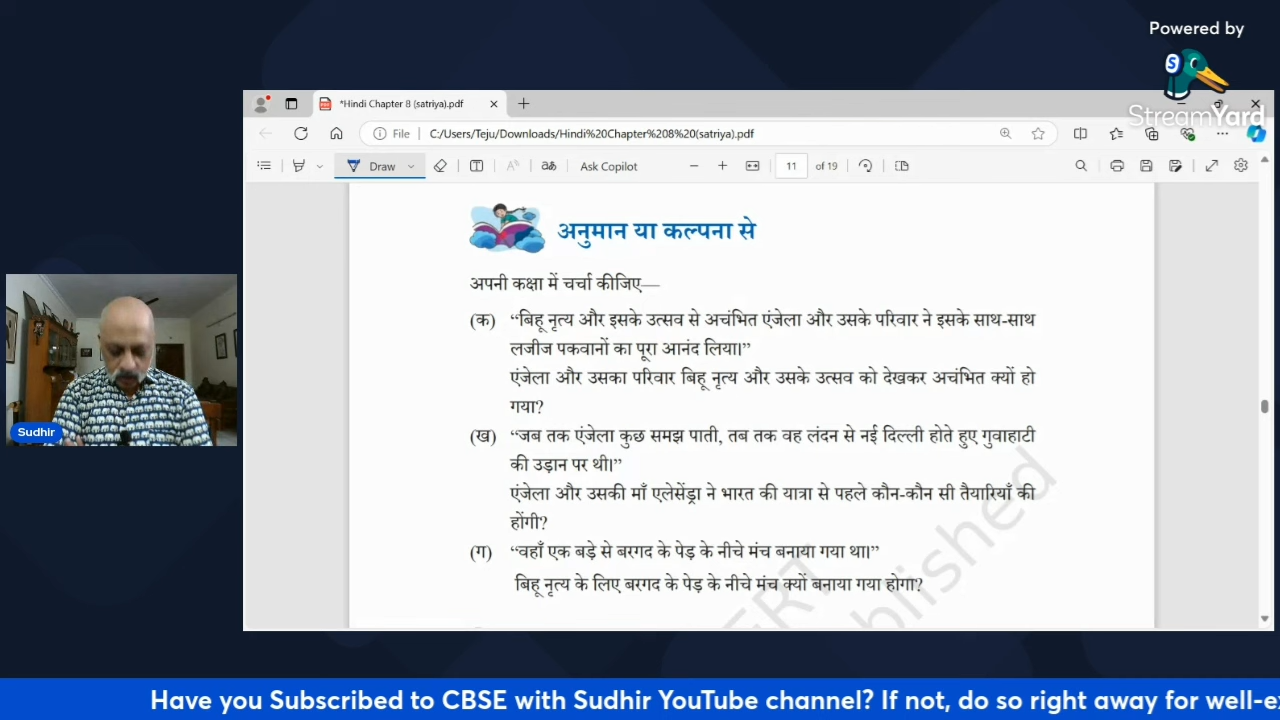 Powered by
StreamYard
*Hindi Chapter 8 (satriya).pdf
File
C:/Users/Teju/Downloads/Hindi%20Chapter%208%20(satriya).pdf
Draw
Ask Copilot
11
of 19
अनुमान या कल्पना से
अपनी कक्षा में चर्चा कीजिए—
(क) “बिहू नृत्य और इसके उत्सव से अचंभित एंजेला और उसके परिवार ने इसके साथ-साथ
लजीज पकवानों का पूरा आनंद लिया।”
एंजेला और उसका परिवार बिहू नृत्य और उसके उत्सव को देखकर अचंभित क्यों हो
गया?
(ख) “जब तक एंजेला कुछ समझ पाती, तब तक वह लंदन से नई दिल्ली होते हुए गुवाहाटी
की उड़ान पर थी।”
एंजेला और उसकी माँ एलेसेंड्रा ने भारत की यात्रा से पहले कौन-कौन सी तैयारियाँ की
होंगी?
(ग) “वहाँ एक बड़े से बरगद के पेड़ के नीचे मंच बनाया गया था।”
बिहू नृत्य के लिए बरगद के पेड़ के नीचे मंच क्यों बनाया गया होगा?
Sudhir
Have you Subscribed to CBSE with Sudhir YouTube channel? If not, do so right away for well-e